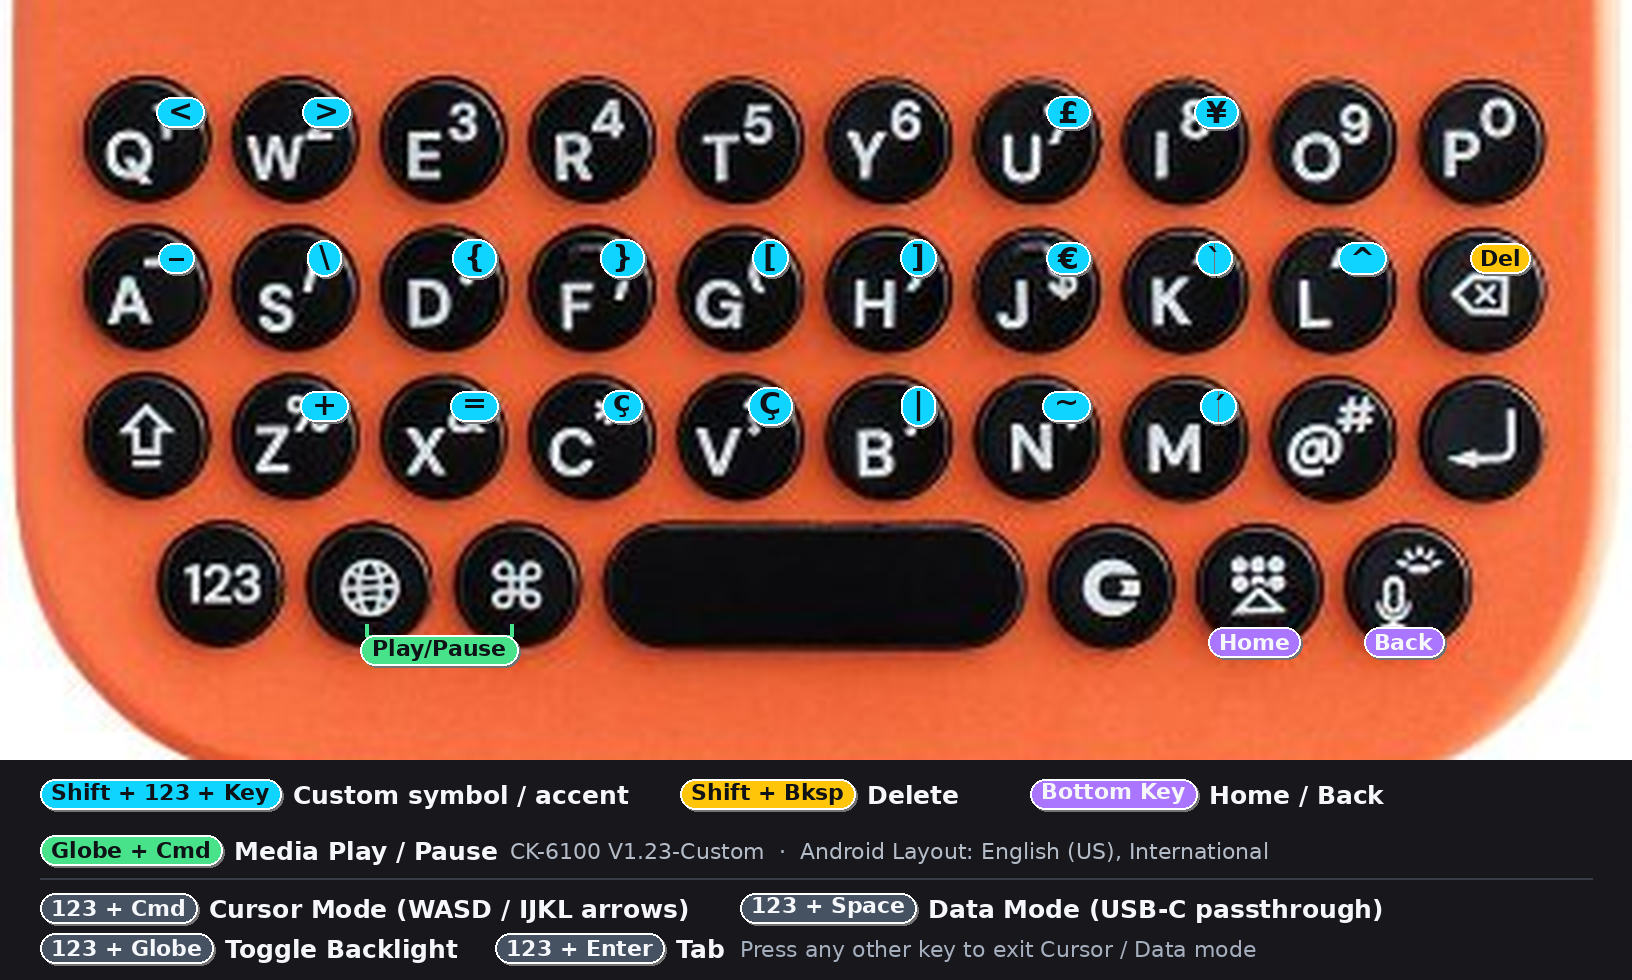 Q < W > E 3 R 4 T 5 Y 6 U £ I 8 ¥ O 9 P 0
A – S \ D { F } G [ H ] J $ € K ` L ^ Del
Z % + X & = C * ç V Ç B | N ~ M ´ @ #
123 ⌘
Play/Pause Home Back
Shift + 123 + Key Custom symbol / accent Shift + Bksp Delete Bottom Key Home / Back
Globe + Cmd Media Play / Pause CK-6100 V1.23-Custom · Android Layout: English (US), International
123 + Cmd Cursor Mode (WASD / IJKL arrows) 123 + Space Data Mode (USB-C passthrough)
123 + Globe Toggle Backlight 123 + Enter Tab Press any other key to exit Cursor / Data mode